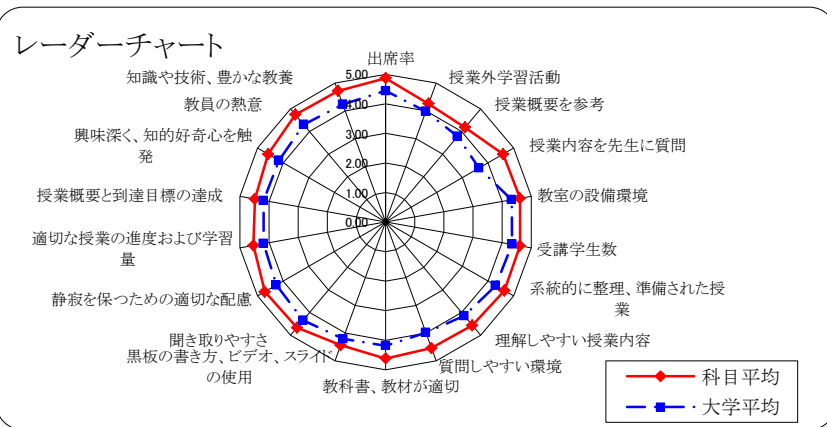 レーダーチャート
出席率
授業外学習活動
授業概要を参考
授業内容を先生に質問
教室の設備環境
受講学生数
系統的に整理、準備された授
業
理解しやすい授業内容
質問しやすい環境
教科書、教材が適切
黒板の書き方、ビデオ、スライド
の使用
聞き取りやすさ
静寂を保つための適切な配慮
適切な授業の進度および学習
量
授業概要と到達目標の達成
興味深く、知的好奇心を触
発
教員の熱意
知識や技術、豊かな教養
5.00
4.00
3.00
2.00
1.00
0.00
科目平均
大学平均